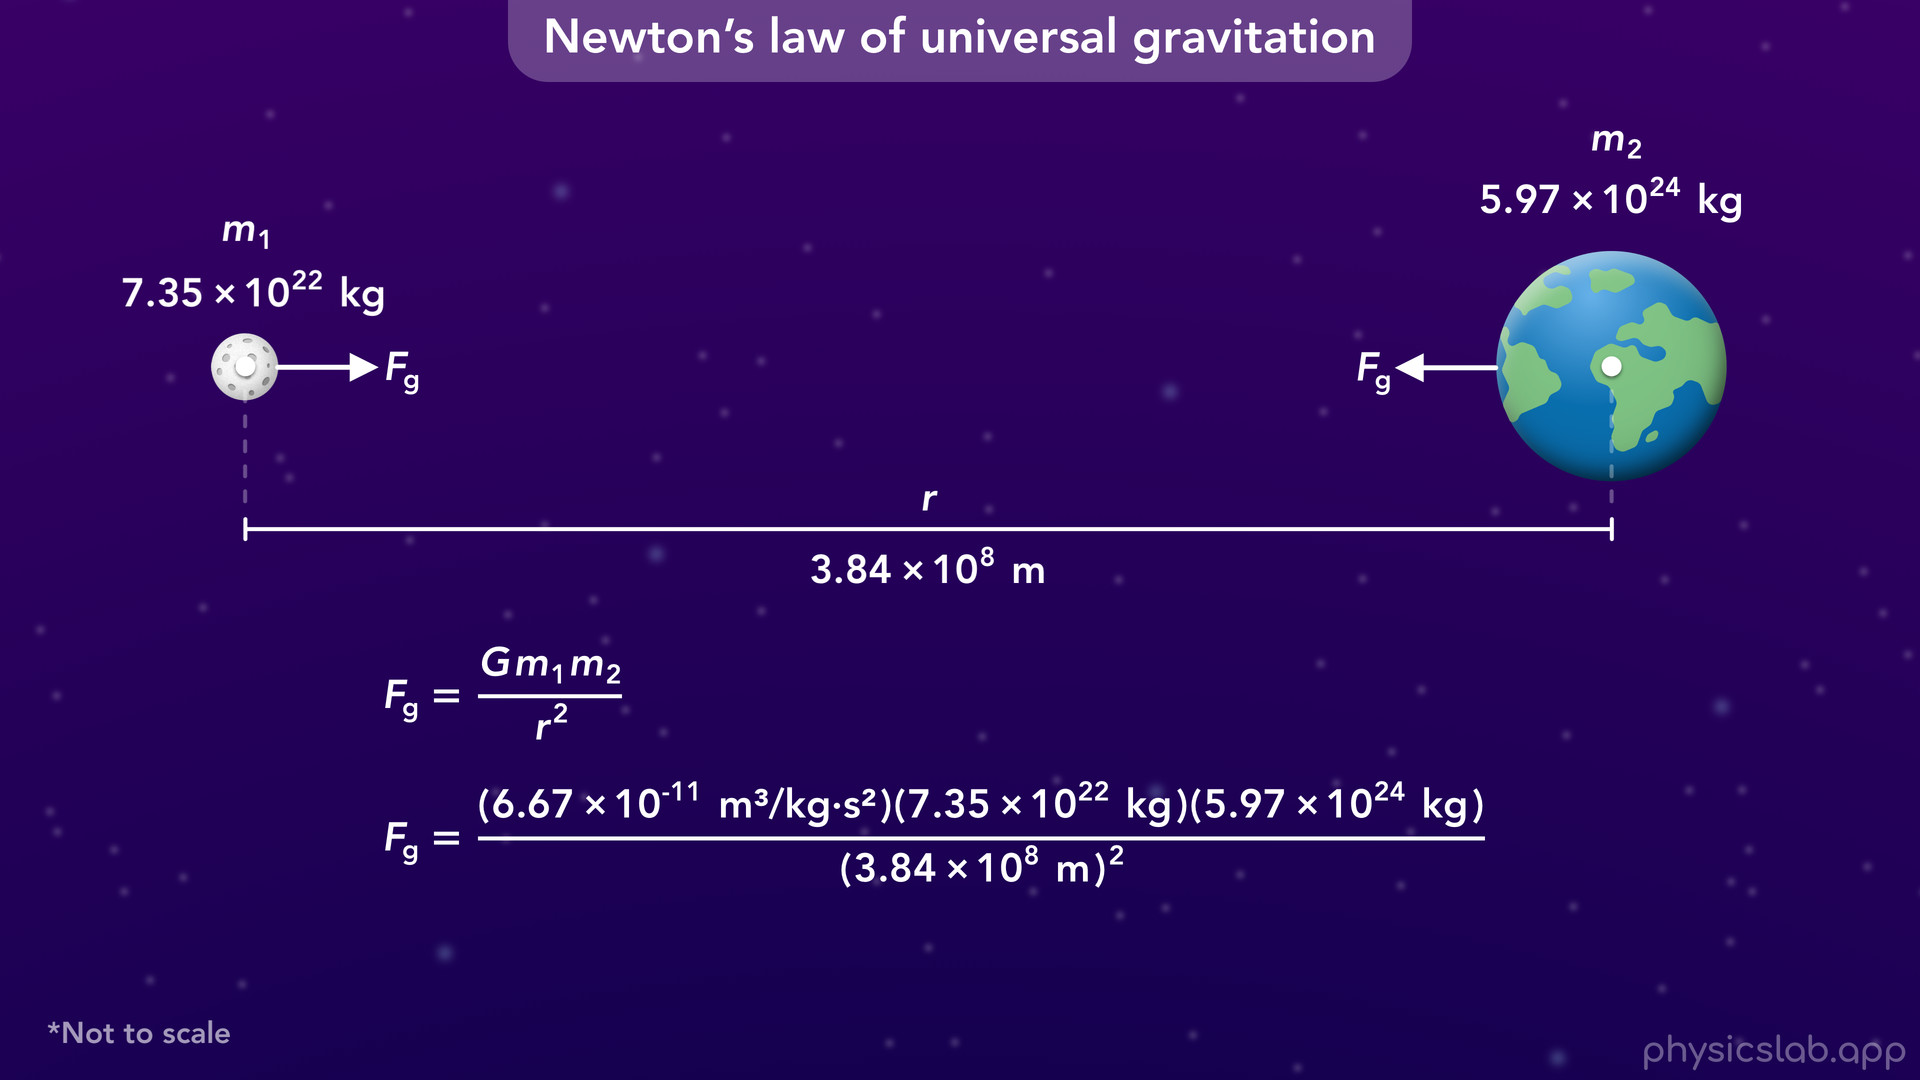 Newton’s law of universal gravitation
m₂
5.97 × 10²⁴ kg
m₁
7.35 × 10²² kg
F_g
F_g
r
3.84 × 10⁸ m
F_g = Gm₁m₂ / r²
F_g = (6.67 × 10⁻¹¹ m³/kg·s²)(7.35 × 10²² kg)(5.97 × 10²⁴ kg) / (3.84 × 10⁸ m)²
*Not to scale
physicslab.app